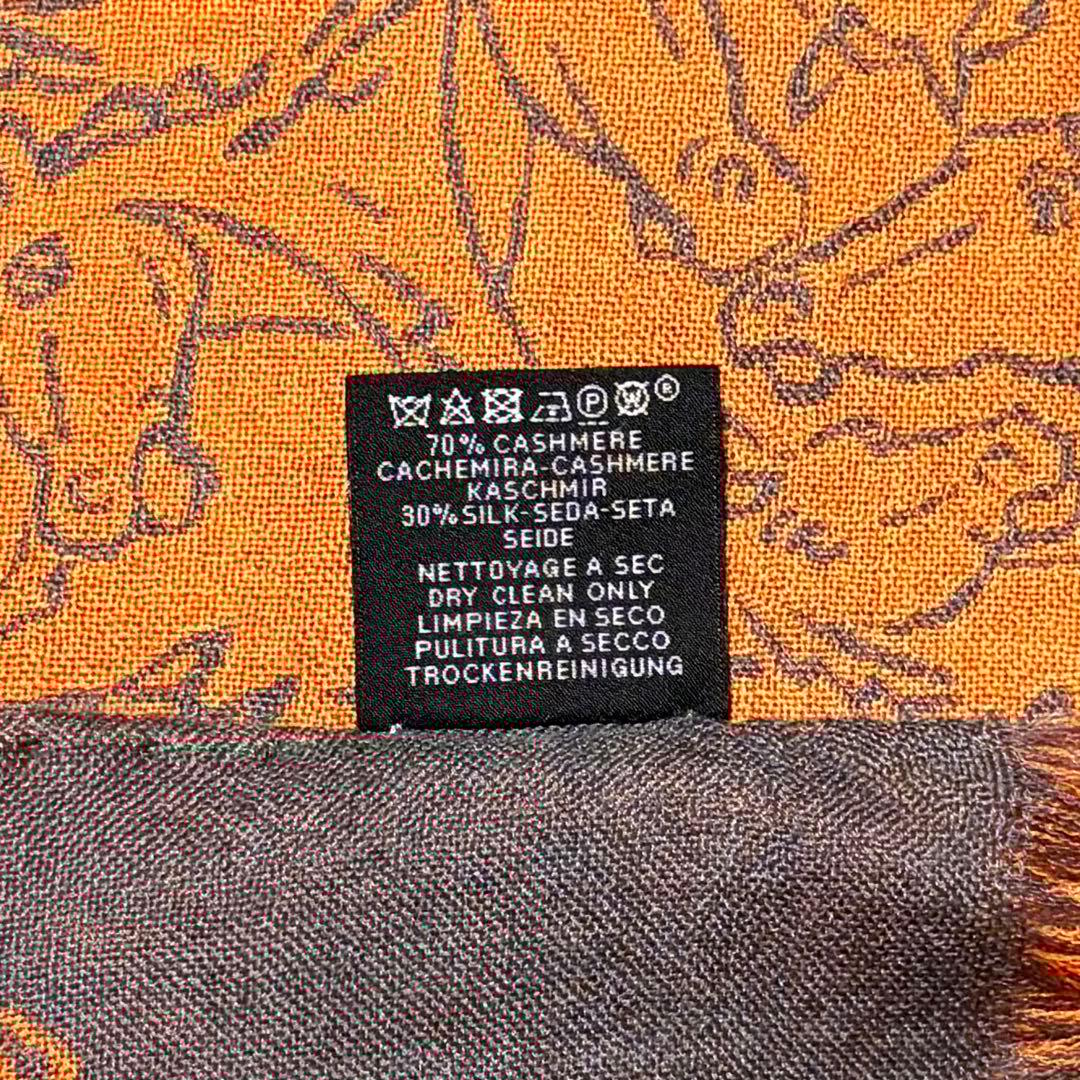 P W ®
70% CASHMERE
CACHEMIRA-CASHMERE
KASCHMIR
30% SILK-SEDA-SETA
SEIDE
NETTOYAGE A SEC
DRY CLEAN ONLY
LIMPIEZA EN SECO
PULITURA A SECCO
TROCKENREINIGUNG